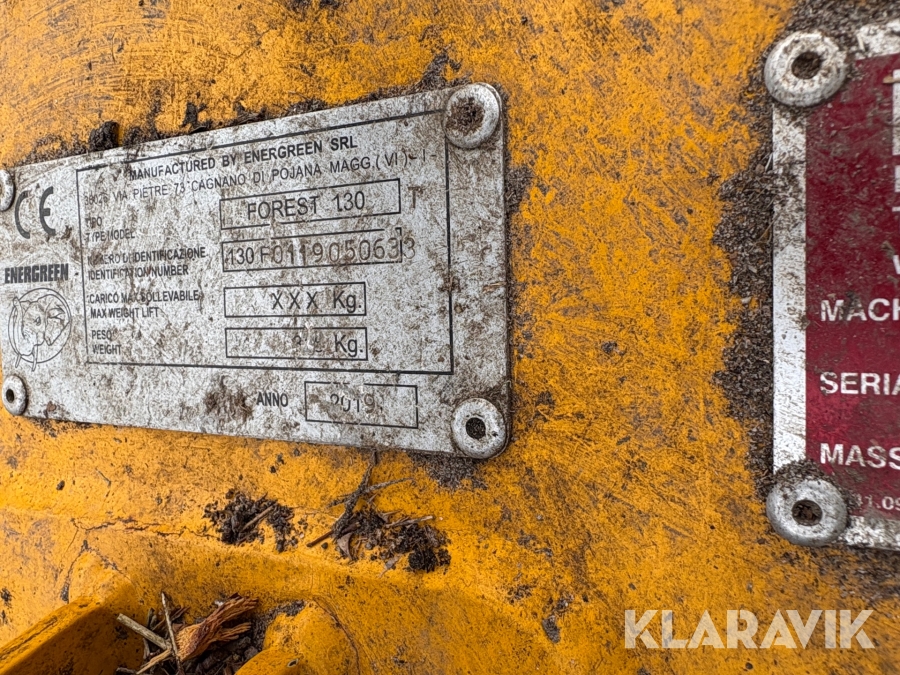 MANUFACTURED BY ENERGREEN SRL
VIA PIETRE 73 CAGNANO DI POJANA MAGG.(VI)-I-
CE
TIPO
TYPE MODEL
FOREST 130 T
NUMERO DI IDENTIFICAZIONE
IDENTIFICATION NUMBER
130F0119050633
ENERGREEN
CARICO MAX SOLLEVABILE
MAX WEIGHT LIFT
XXX Kg.
PESO
WEIGHT
Kg.
ANNO
2019
MACH
SERIA
MASS
KLARAVIK